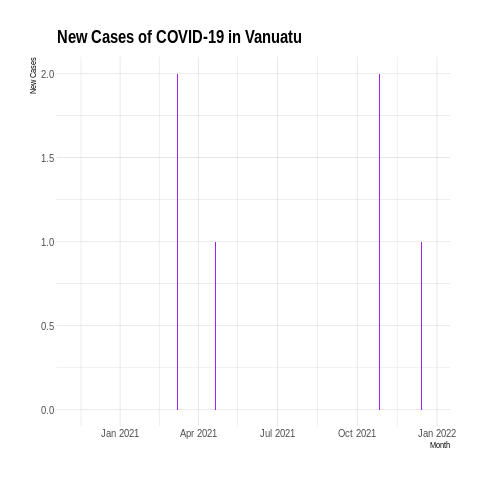 New Cases of COVID-19 in Vanuatu
New Cases
2.0
1.5
1.0
0.5
0.0
Jan 2021 Apr 2021 Jul 2021 Oct 2021 Jan 2022
Month